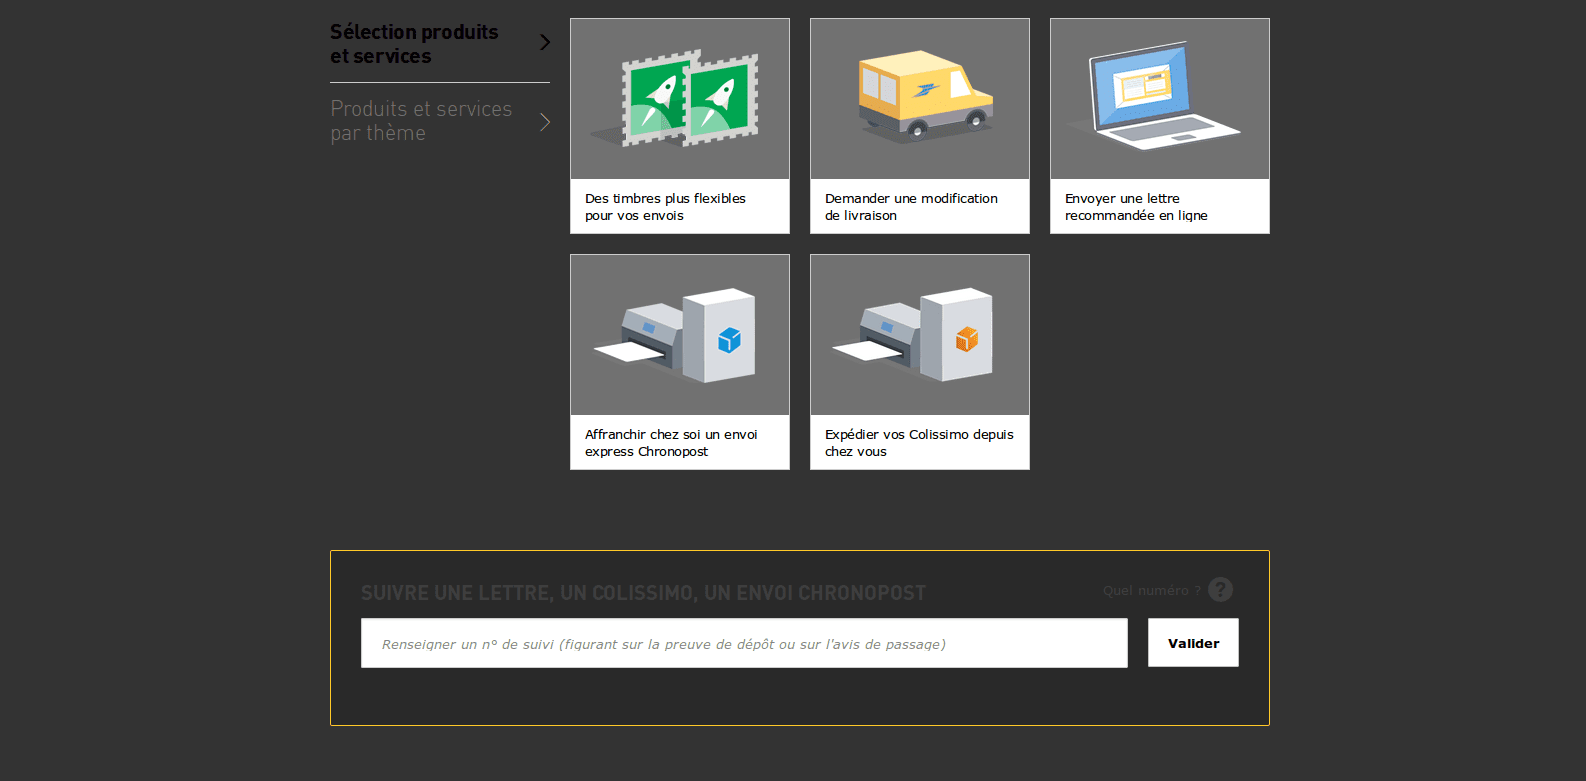 Sélection produits
et services
Produits et services
par thème
Des timbres plus flexibles
pour vos envois
Demander une modification
de livraison
Envoyer une lettre
recommandée en ligne
Affranchir chez soi un envoi
express Chronopost
Expédier vos Colissimo depuis
chez vous
SUIVRE UNE LETTRE, UN COLISSIMO, UN ENVOI CHRONOPOST
Quel numéro ? ?
Renseigner un n° de suivi (figurant sur la preuve de dépôt ou sur l'avis de passage)
Valider